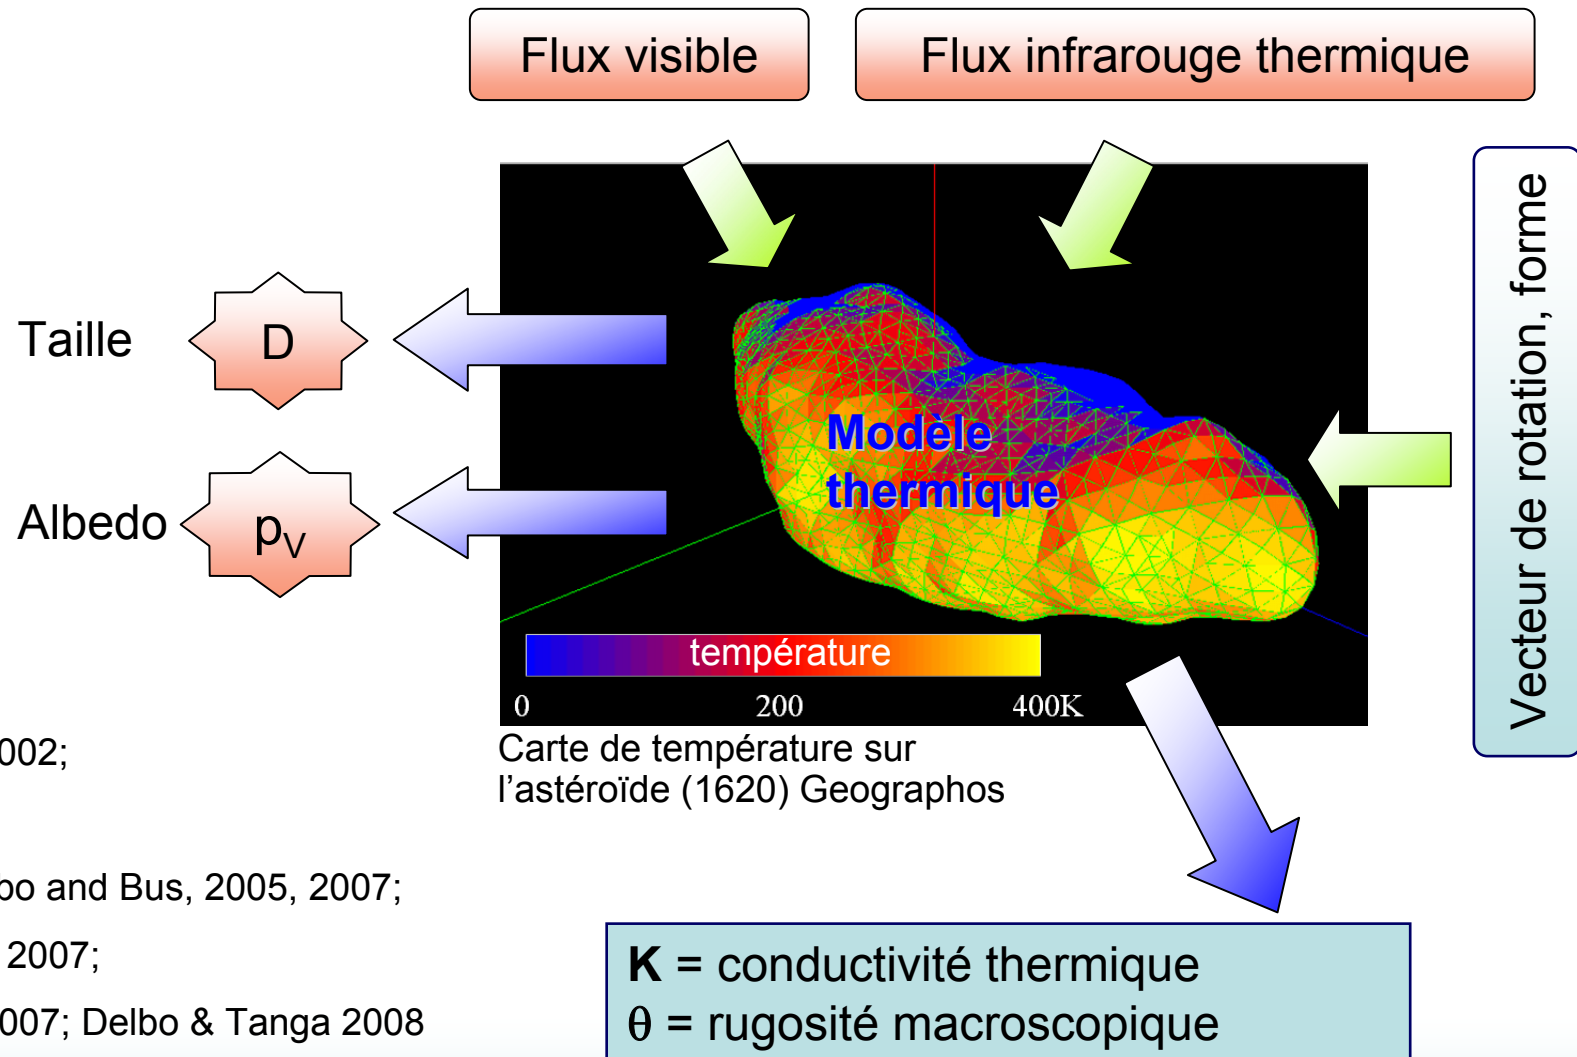 Flux visible
Flux infrarouge thermique
Vecteur de rotation, forme
Taille
D
Albedo
pV
Modèle
thermique
température
0 200 400K
Carte de température sur
l’astéroïde (1620) Geographos
002;
bo and Bus, 2005, 2007;
2007;
007; Delbo & Tanga 2008
K = conductivité thermique
θ = rugosité macroscopique